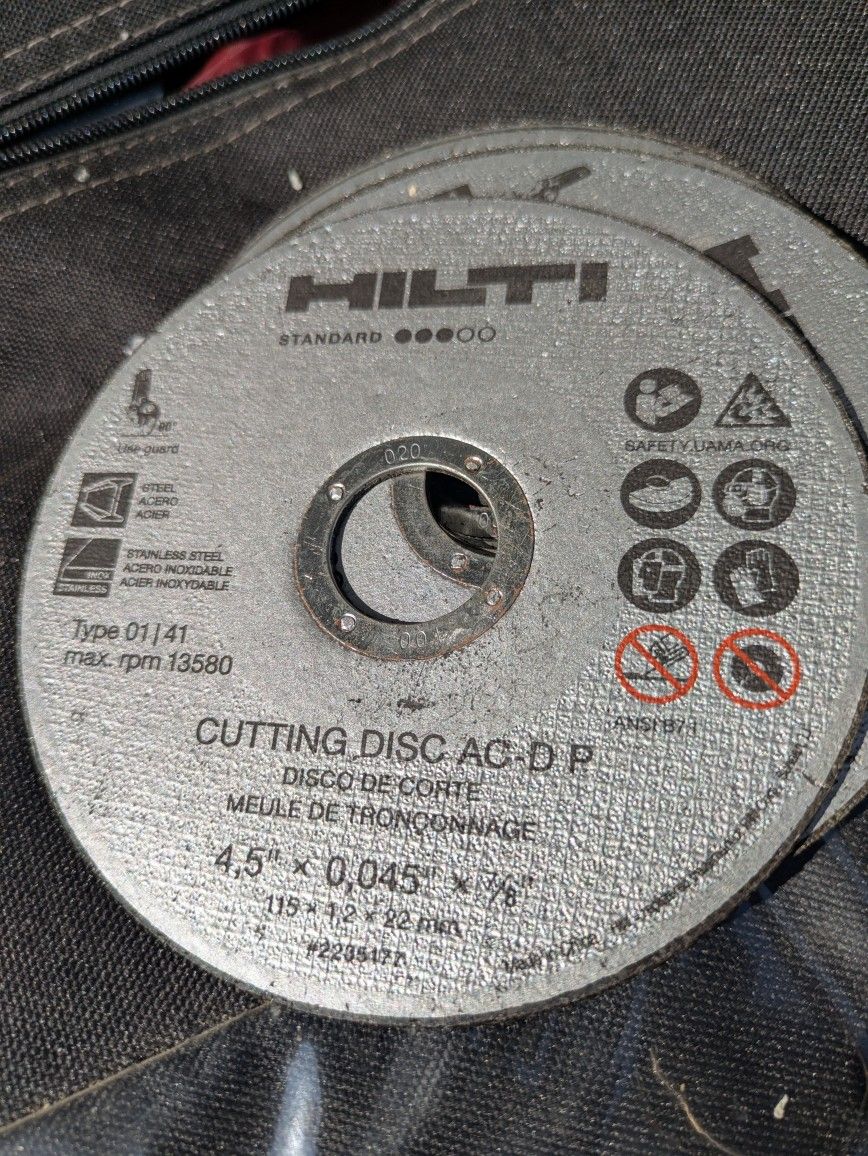 HILTI
STANDARD
90°
Use guard
STEEL
ACERO
ACIER
INOX
STAINLESS
STAINLESS STEEL
ACERO INOXIDABLE
ACIER INOXYDABLE
Type 01|41
max. rpm 13580
020
SAFETY.UAMA.ORG
ANSI B7.1
CUTTING DISC AC-D P
DISCO DE CORTE
MEULE DE TRONÇONNAGE
4,5" × 0,045" × 7/8"
115 × 1,2 × 22 mm
#2235177
Made in China